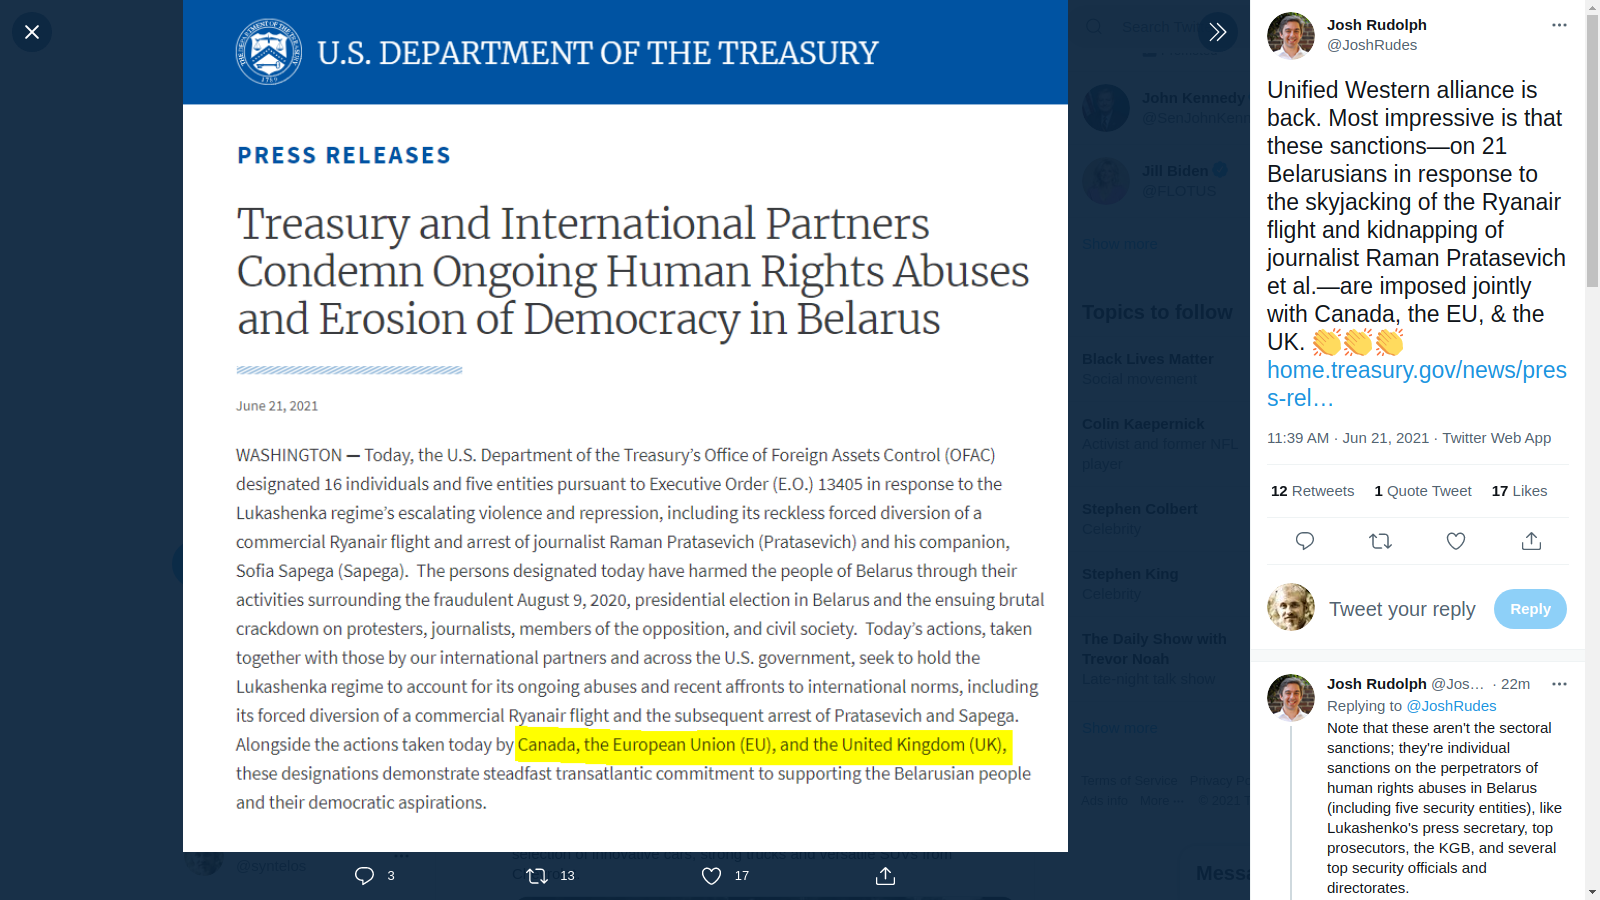 U.S. DEPARTMENT OF THE TREASURY
PRESS RELEASES
Treasury and International Partners
Condemn Ongoing Human Rights Abuses
and Erosion of Democracy in Belarus
June 21, 2021
WASHINGTON — Today, the U.S. Department of the Treasury's Office of Foreign Assets Control (OFAC)
designated 16 individuals and five entities pursuant to Executive Order (E.O.) 13405 in response to the
Lukashenka regime's escalating violence and repression, including its reckless forced diversion of a
commercial Ryanair flight and arrest of journalist Raman Pratasevich (Pratasevich) and his companion,
Sofia Sapega (Sapega). The persons designated today have harmed the people of Belarus through their
activities surrounding the fraudulent August 9, 2020, presidential election in Belarus and the ensuing brutal
crackdown on protesters, journalists, members of the opposition, and civil society. Today's actions, taken
together with those by our international partners and across the U.S. government, seek to hold the
Lukashenka regime to account for its ongoing abuses and recent affronts to international norms, including
its forced diversion of a commercial Ryanair flight and the subsequent arrest of Pratasevich and Sapega.
Alongside the actions taken today by Canada, the European Union (EU), and the United Kingdom (UK),
these designations demonstrate steadfast transatlantic commitment to supporting the Belarusian people
and their democratic aspirations.
@syntelos
3 13 17
Search Twi
John Kennedy
@SenJohnKenn
Jill Biden
@FLOTUS
Show more
Topics to follow
Black Lives Matter
Social movement
Colin Kaepernick
Activist and former NFL
player
Stephen Colbert
Celebrity
Stephen King
Celebrity
The Daily Show with
Trevor Noah
Late-night talk show
Show more
Terms of Service Privacy Po
Ads info More ··· © 2021 T
Messa
Josh Rudolph
@JoshRudes
Unified Western alliance is
back. Most impressive is that
these sanctions—on 21
Belarusians in response to
the skyjacking of the Ryanair
flight and kidnapping of
journalist Raman Pratasevich
et al.—are imposed jointly
with Canada, the EU, & the
UK. 👏👏👏
home.treasury.gov/news/pres
s-rel…
11:39 AM · Jun 21, 2021 · Twitter Web App
12 Retweets 1 Quote Tweet 17 Likes
Tweet your reply Reply
Josh Rudolph @Jos… · 22m
Replying to @JoshRudes
Note that these aren't the sectoral
sanctions; they're individual
sanctions on the perpetrators of
human rights abuses in Belarus
(including five security entities), like
Lukashenko's press secretary, top
prosecutors, the KGB, and several
top security officials and
directorates.